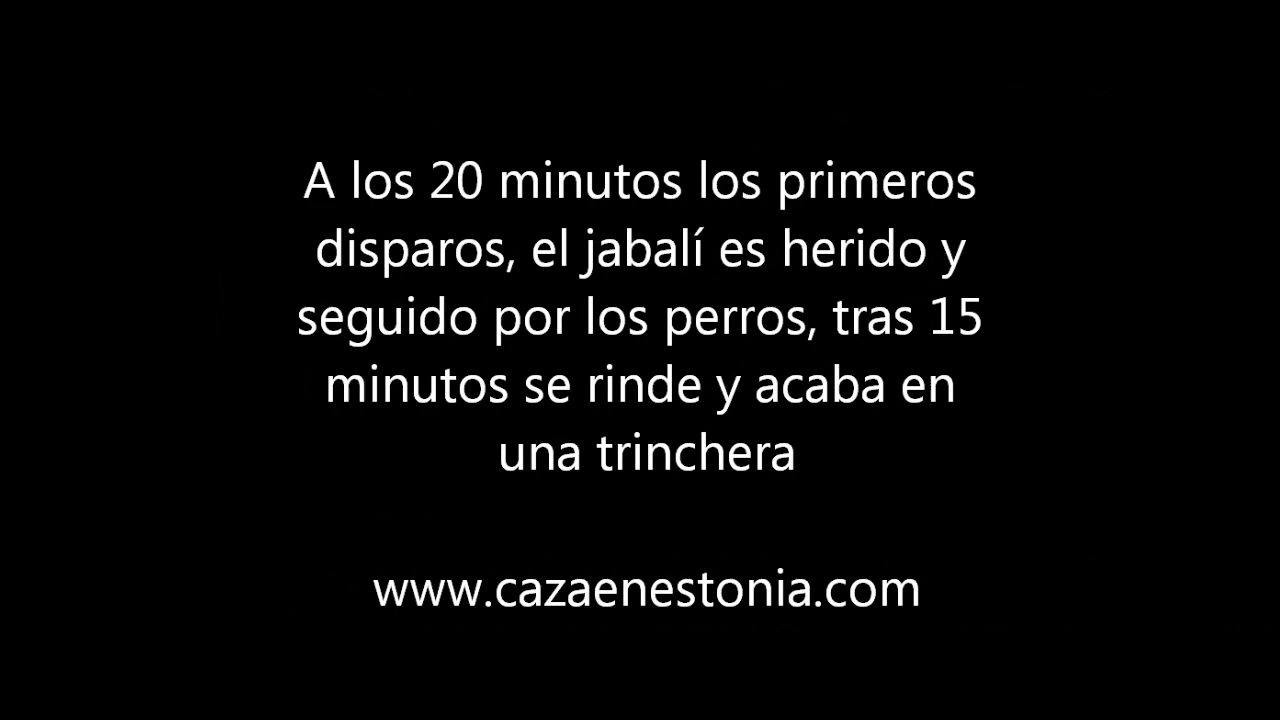 A los 20 minutos los primeros
disparos, el jabalí es herido y
seguido por los perros, tras 15
minutos se rinde y acaba en
una trinchera
www.cazaenestonia.com